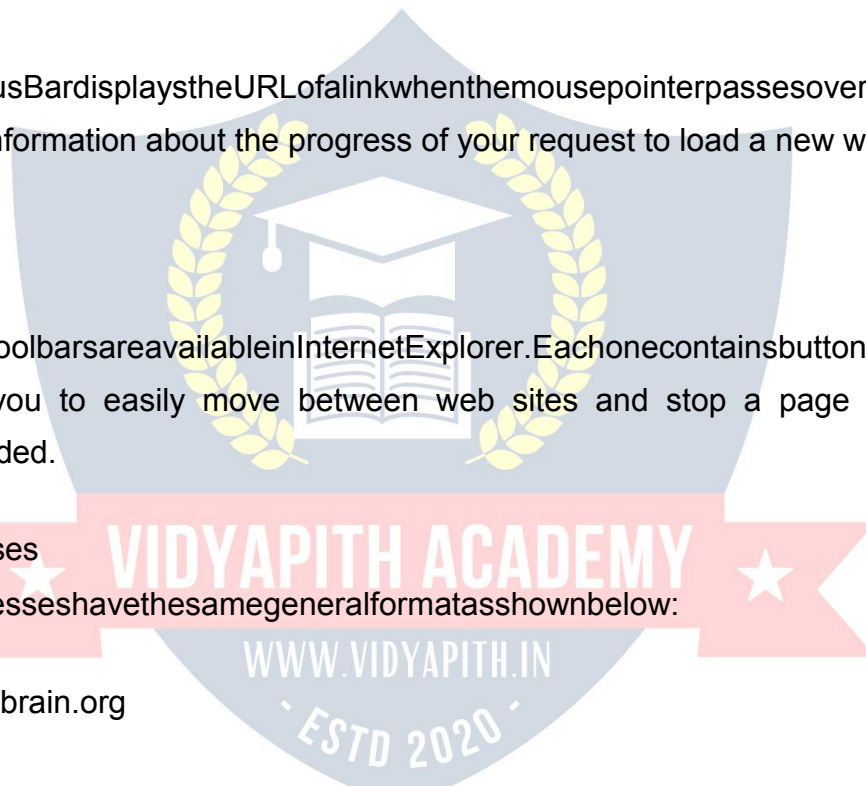 usBardisplaystheURLofalinkwhenthemousepointerpassesover
nformation about the progress of your request to load a new w
oolbarsareavailableinInternetExplorer.Eachonecontainsbutton
you to easily move between web sites and stop a page
ded.
ses
esseshavethesamegeneralformatasshownbelow:
brain.org
VIDYAPITH ACADEMY
WWW.VIDYAPITH.IN
- ESTD 2020 -